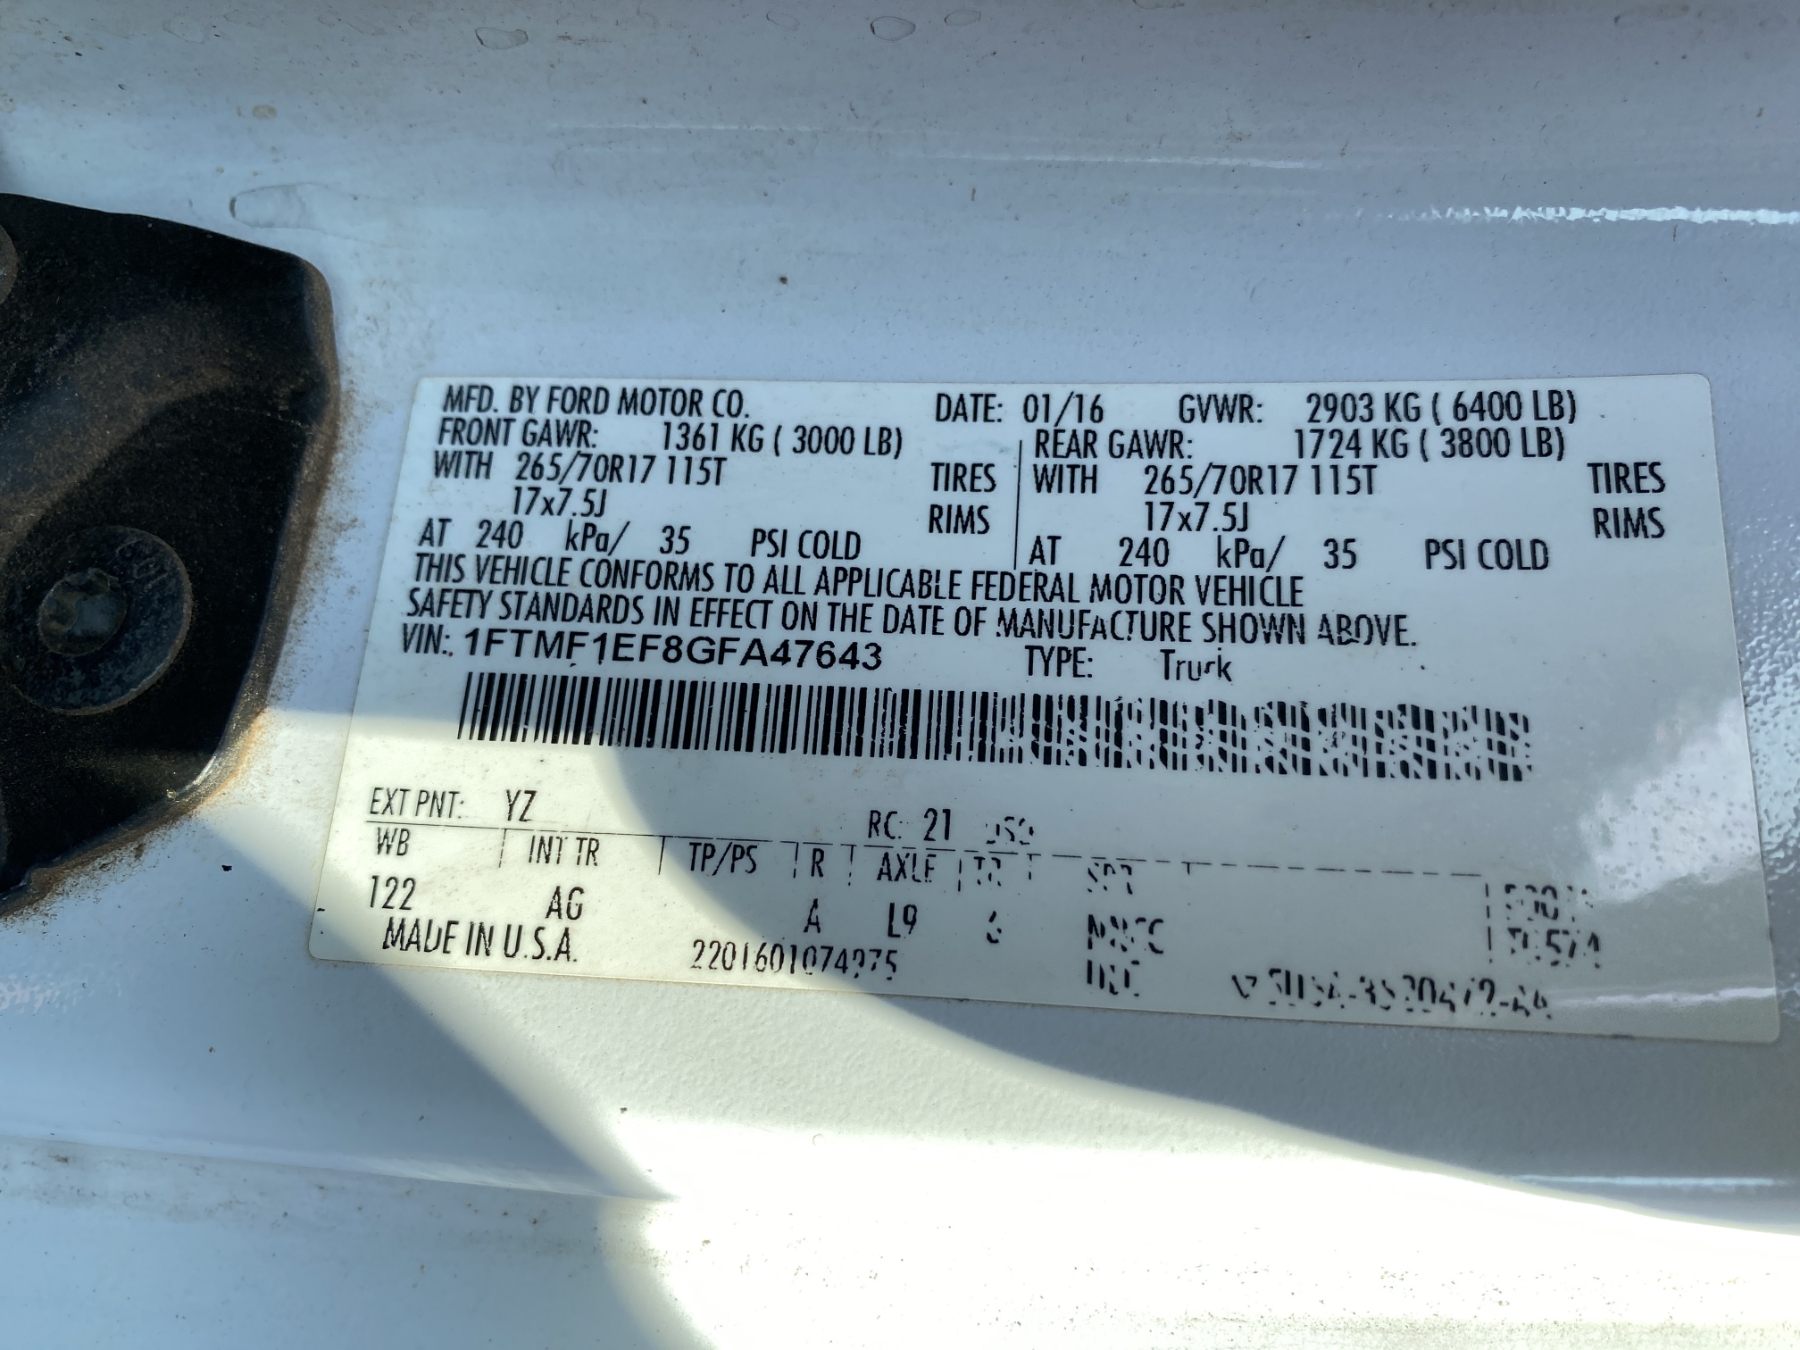 MFD. BY FORD MOTOR CO. DATE: 01/16 GVWR: 2903 KG ( 6400 LB)
FRONT GAWR: 1361 KG ( 3000 LB) REAR GAWR: 1724 KG ( 3800 LB)
WITH 265/70R17 115T TIRES WITH 265/70R17 115T TIRES
17x7.5J RIMS 17x7.5J RIMS
AT 240 kPa/ 35 PSI COLD AT 240 kPa/ 35 PSI COLD
THIS VEHICLE CONFORMS TO ALL APPLICABLE FEDERAL MOTOR VEHICLE
SAFETY STANDARDS IN EFFECT ON THE DATE OF MANUFACTURE SHOWN ABOVE.
VIN: 1FTMF1EF8GFA47643 TYPE: Truck
EXT PNT: YZ RC: 21
WB INT TR TP/PS R AXLE TR
122 AG A L9 6
MADE IN U.S.A.